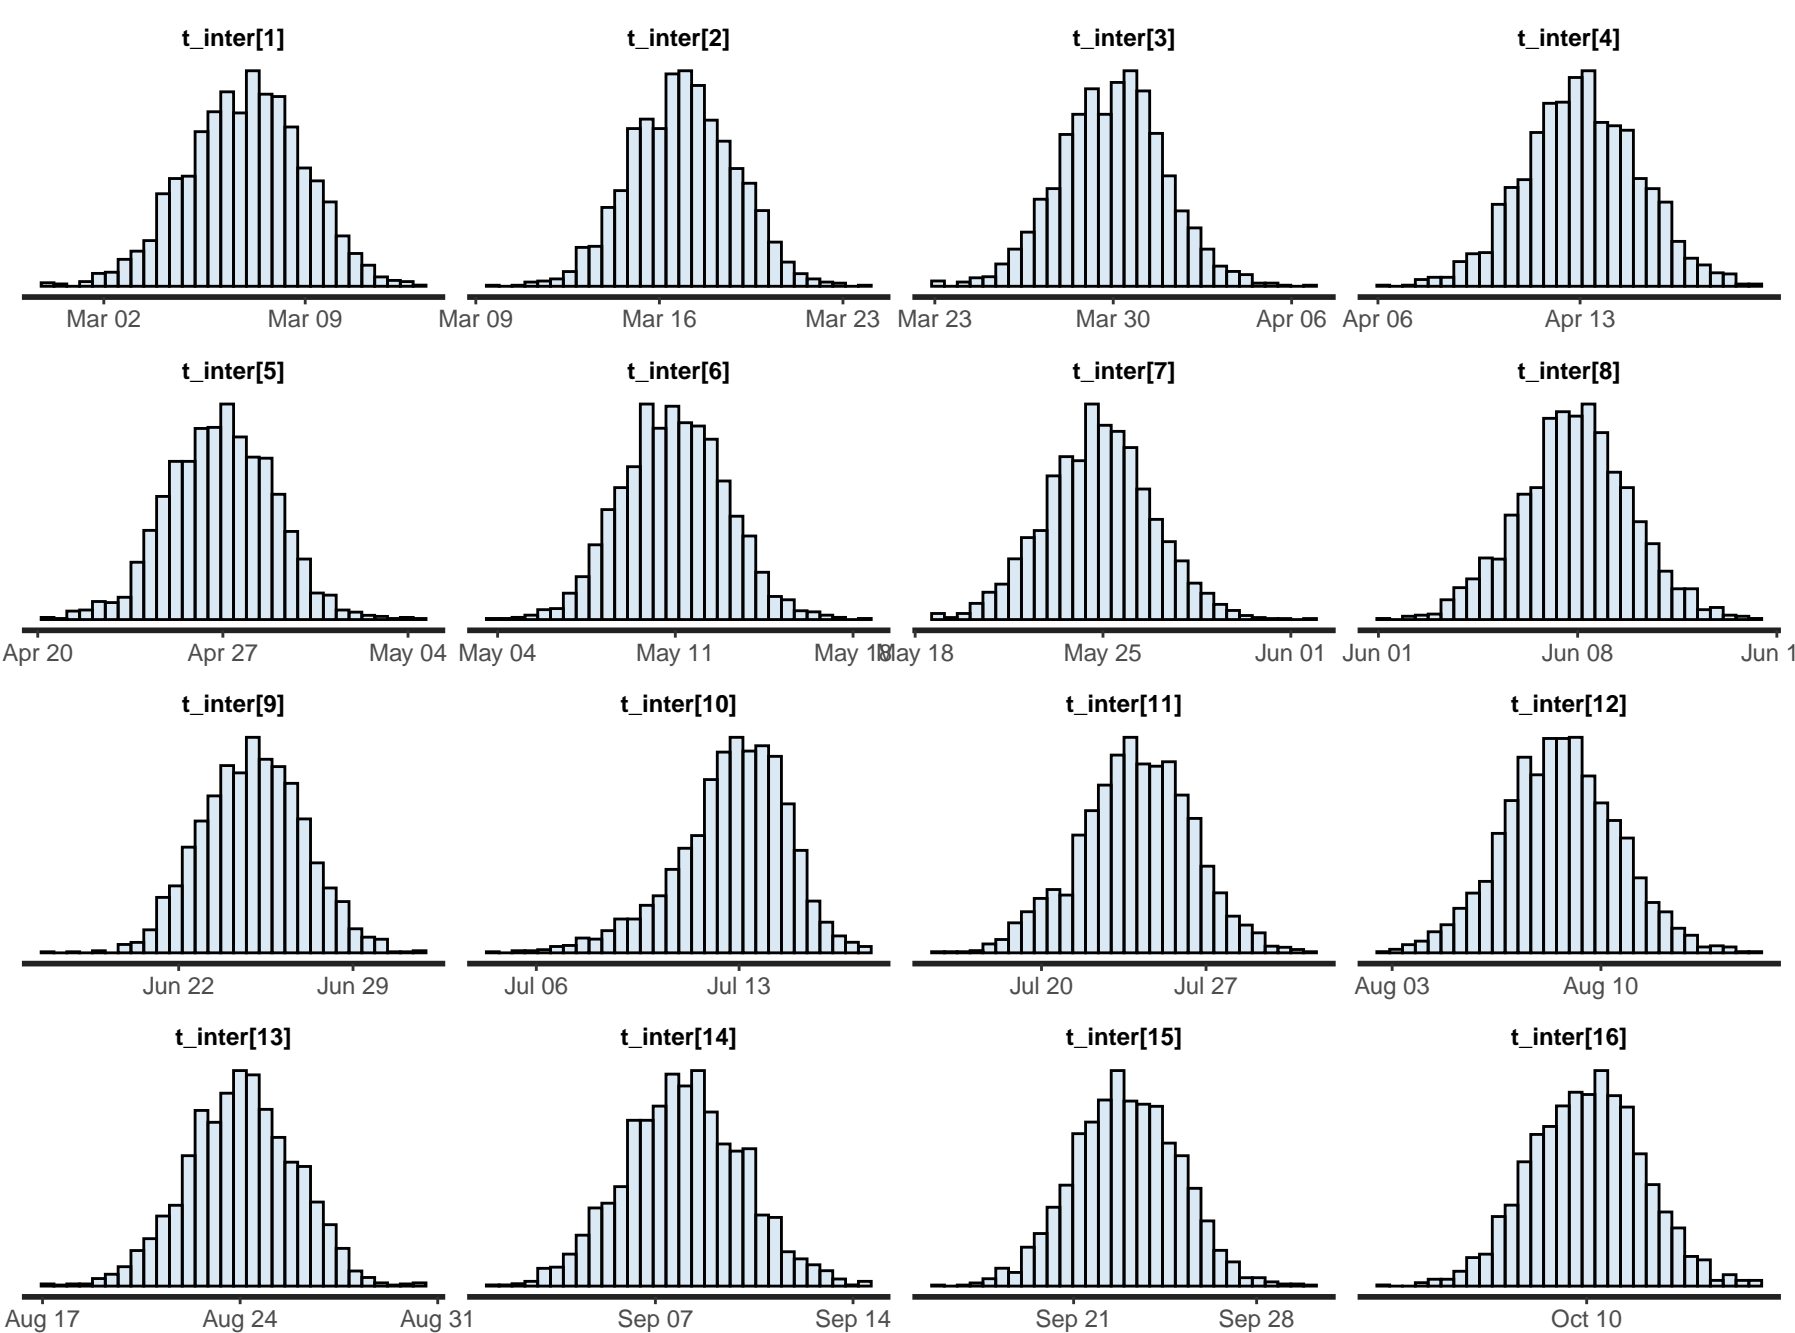 t_inter[1] t_inter[2] t_inter[3] t_inter[4]
Mar 02 Mar 09 Mar 09 Mar 16 Mar 23 Mar 23 Mar 30 Apr 06 Apr 06 Apr 13
t_inter[5] t_inter[6] t_inter[7] t_inter[8]
Apr 20 Apr 27 May 04 May 04 May 11 May 18 May 18 May 25 Jun 01 Jun 01 Jun 08 Jun 1
t_inter[9] t_inter[10] t_inter[11] t_inter[12]
Jun 22 Jun 29 Jul 06 Jul 13 Jul 20 Jul 27 Aug 03 Aug 10
t_inter[13] t_inter[14] t_inter[15] t_inter[16]
Aug 17 Aug 24 Aug 31 Sep 07 Sep 14 Sep 21 Sep 28 Oct 10